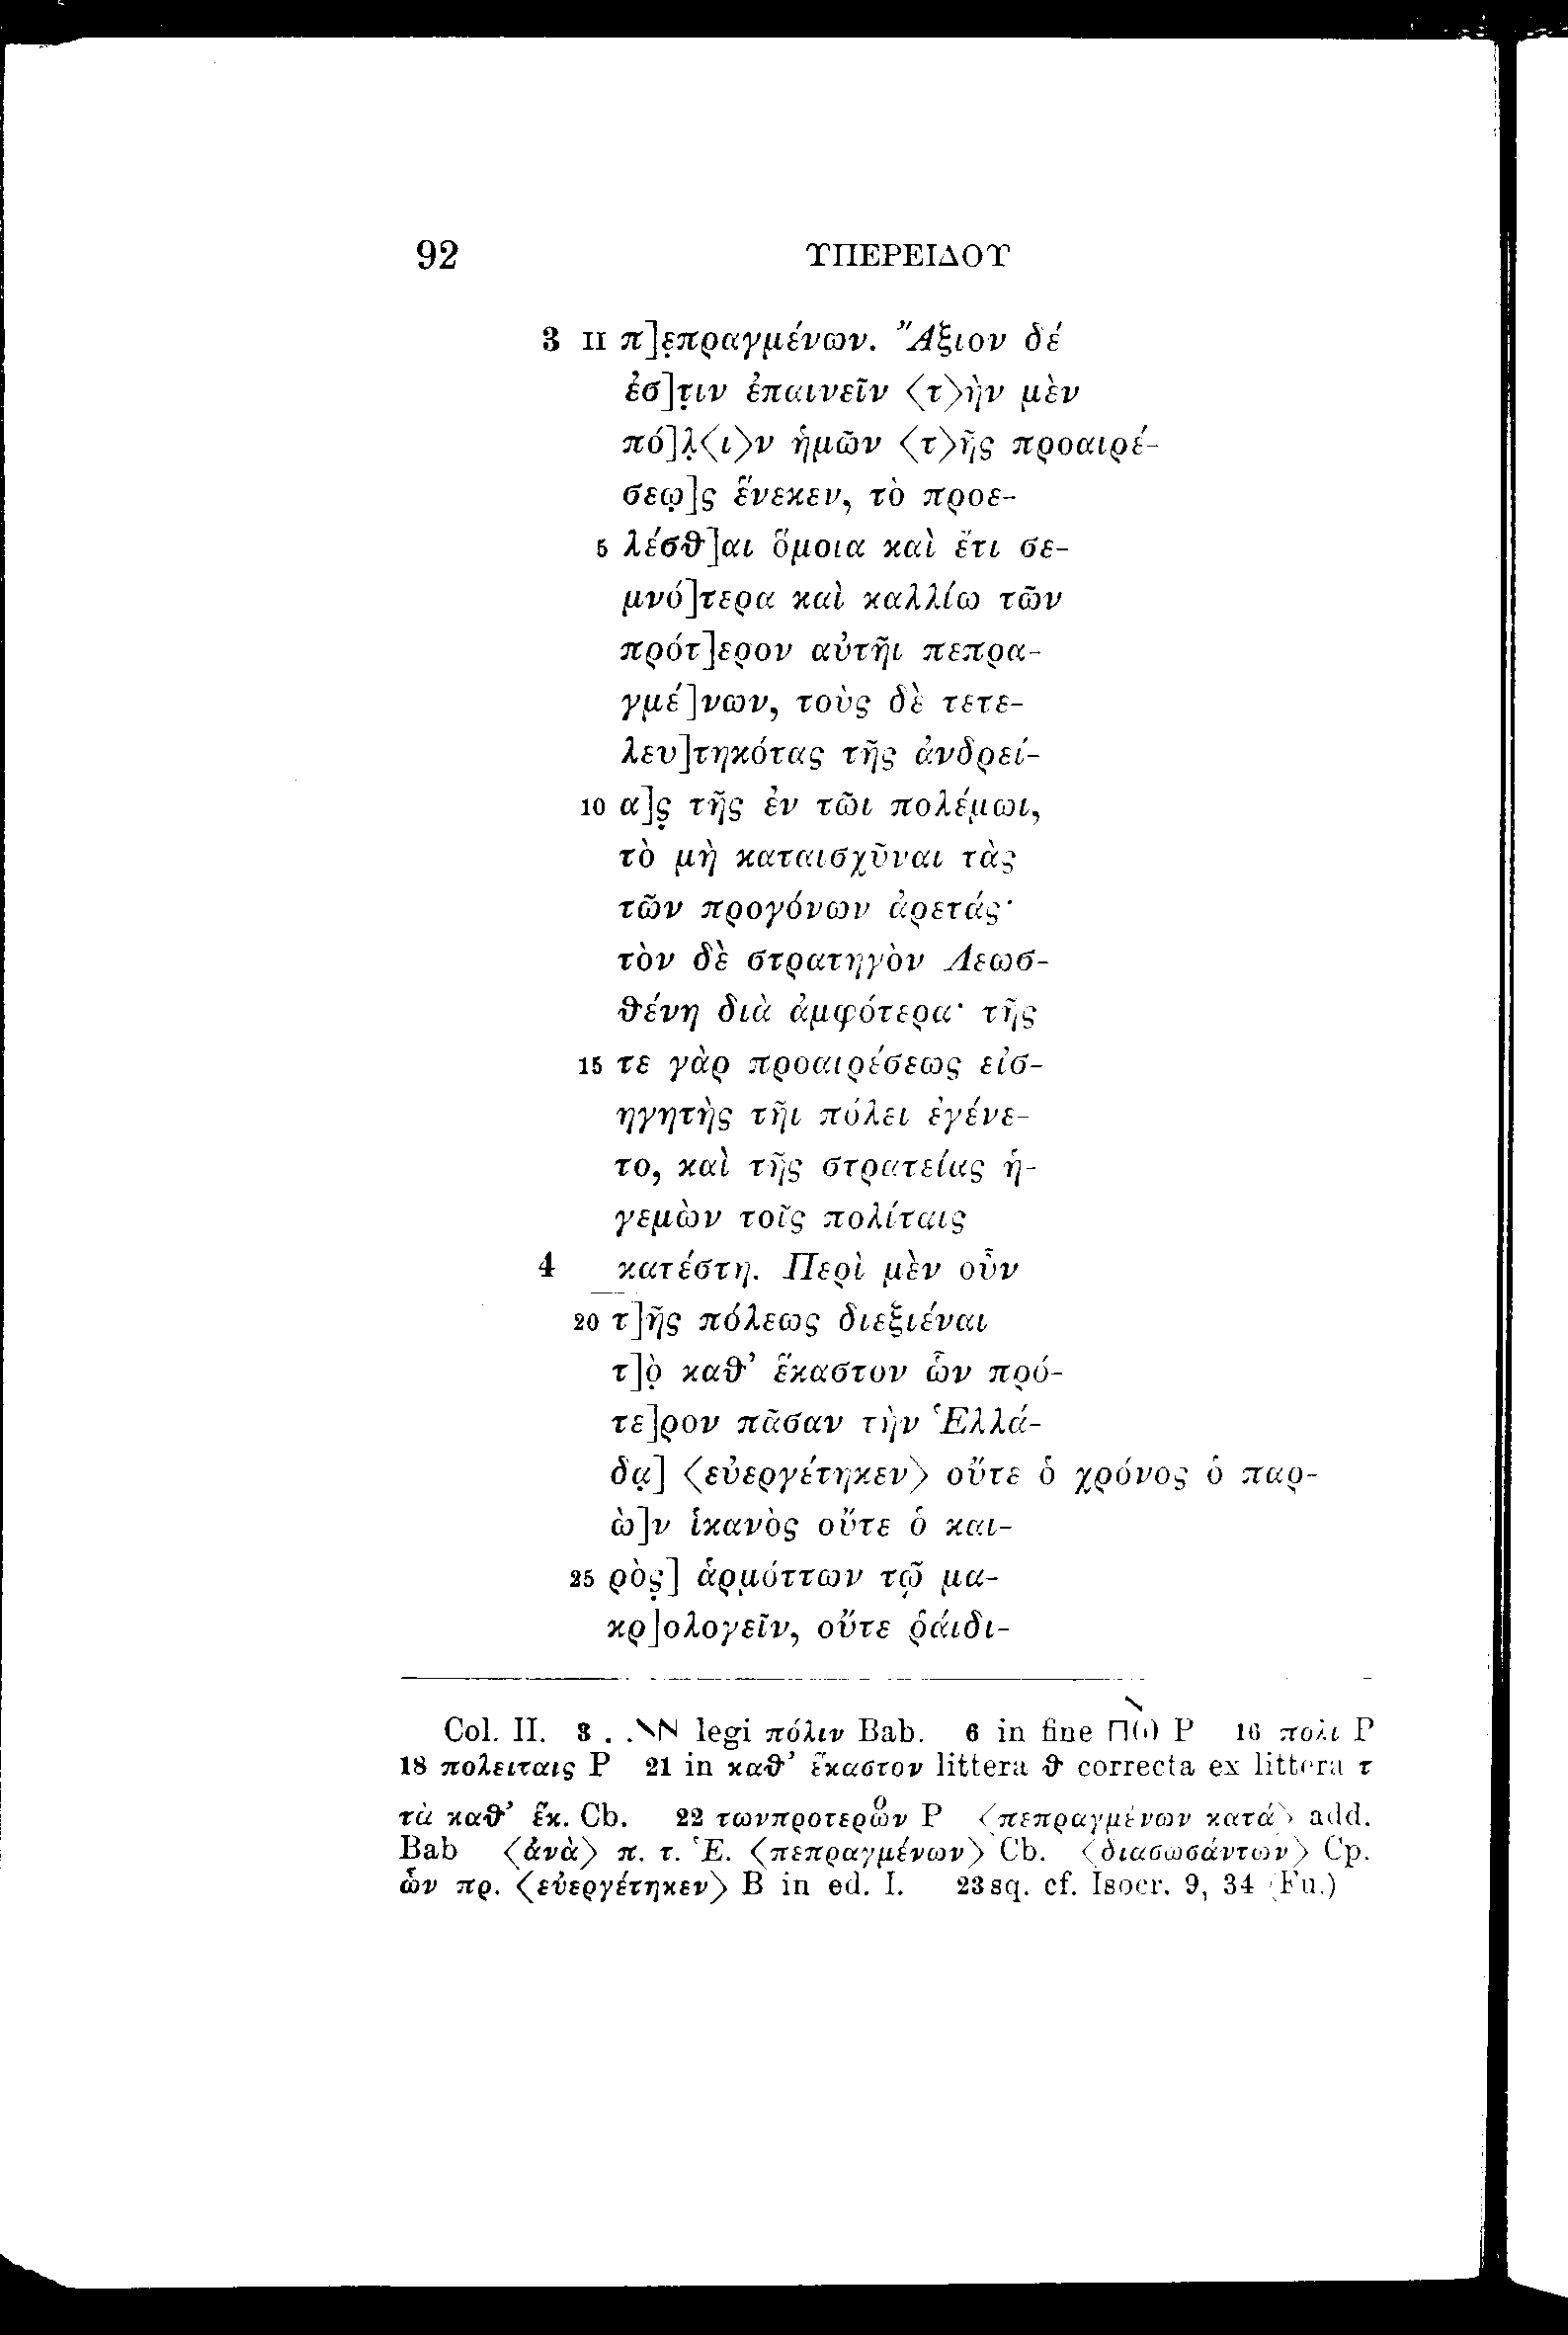 92 ΥΠΕΡΕΙΔΟΥ
3 II π]ε̣πραγμένων. Ἄξιον δέ
ἐσ]τ̣ιν ἐπαινεῖν 〈τ〉ὴν μὲν
πό]λ̣〈ι〉ν ἡμῶν 〈τ〉ῆς προαιρέ-
σεω̣]ς ἕνεκεν, τὸ προε-
5 λέσθ]αι ὅμοια καὶ ἔτι σε-
μνό]τερα καὶ καλλίω τῶν
πρότ]ερον αὐτῆι πεπρα-
γμέ]νων, τοὺς δὲ τετε-
λευ]τηκότας τῆς ἀνδρεί-
10 α]ς̣ τῆς ἐν τῶι πολέμωι,
τὸ μὴ καταισχῦναι τὰς
τῶν προγόνων ἀρετάς·
τὸν δὲ στρατηγὸν Λεωσ-
θένη διὰ ἀμφότερα· τῆς
15 τε γὰρ προαιρέσεως εἰσ-
ηγητὴς τῆι πόλει ἐγένε-
το, καὶ τῆς στρατείας ἡ-
γεμὼν τοῖς πολίταις
4 κατέστη. Περὶ μὲν οὖν
20 τ]ῆς πόλεως διεξιέναι
τ]ὸ̣ καθ’ ἕκαστον ὧν πρό-
τε]ρον πᾶσαν τὴν Ἑλλά-
δα̣] 〈εὐεργέτηκεν〉 οὔτε ὁ χρόνος ὁ παρ-
ὼ]ν ἱκανὸς οὔτε ὁ και-
25 ρὸς̣] ἁρμόττων τῷ μα-
κρ]ολογεῖν, οὔτε ῥάιδι-
Col. II. 3 . . \N legi πόλιν Bab. 6 in fine Πὼ P 16 πολι P
18 πολειταις P 21 in καθ’ ἕκαστον littera θ correcta ex littera τ
τὰ καθ’ ἕκ. Cb. 22 τωνπροτερων P 〈πεπραγμένων κατὰ〉 add.
Bab 〈ἀνὰ〉 π. τ. Ἑ. 〈πεπραγμένων〉 Cb. 〈διασωσάντων〉 Cp.
ὧν πρ. 〈εὐεργέτηκεν〉 B in ed. I. 23 sq. cf. Isocr. 9, 34 (Fu.)